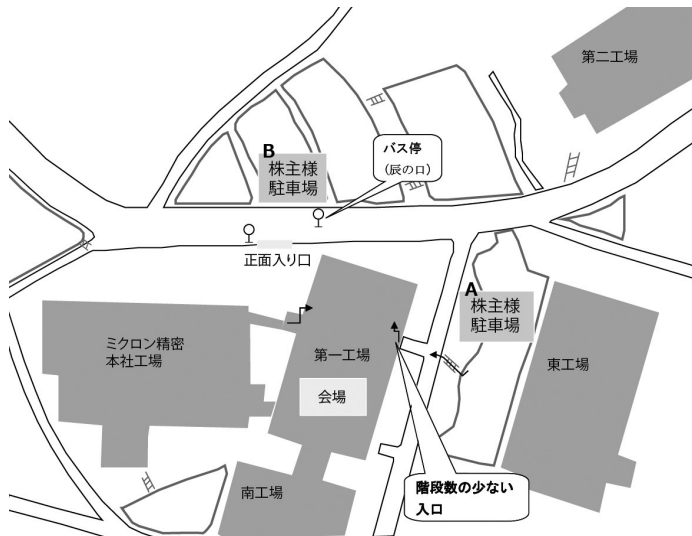 第二工場
バス停
(辰の口)
B
株主様
駐車場
正面入り口
A
株主様
駐車場
ミクロン精密
本社工場
第一工場
会場
東工場
南工場
階段数の少ない
入口